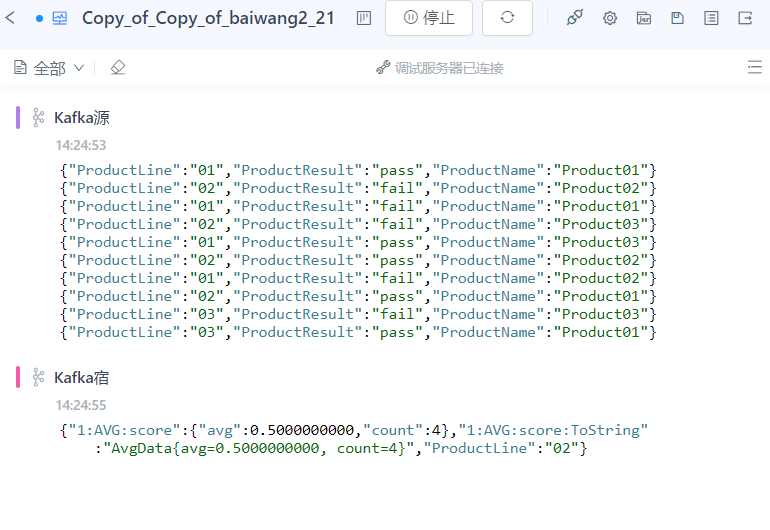 Copy_of_Copy_of_baiwang2_21 停止
全部 调试服务器已连接
Kafka源
14:24:53
{"ProductLine":"01","ProductResult":"pass","ProductName":"Product01"}
{"ProductLine":"02","ProductResult":"fail","ProductName":"Product02"}
{"ProductLine":"01","ProductResult":"fail","ProductName":"Product01"}
{"ProductLine":"02","ProductResult":"fail","ProductName":"Product03"}
{"ProductLine":"01","ProductResult":"pass","ProductName":"Product03"}
{"ProductLine":"02","ProductResult":"pass","ProductName":"Product02"}
{"ProductLine":"01","ProductResult":"fail","ProductName":"Product02"}
{"ProductLine":"02","ProductResult":"pass","ProductName":"Product01"}
{"ProductLine":"03","ProductResult":"fail","ProductName":"Product03"}
{"ProductLine":"03","ProductResult":"pass","ProductName":"Product01"}
Kafka宿
14:24:55
{"1:AVG:score":{"avg":0.5000000000,"count":4},"1:AVG:score:ToString"
:"AvgData{avg=0.5000000000, count=4}","ProductLine":"02"}